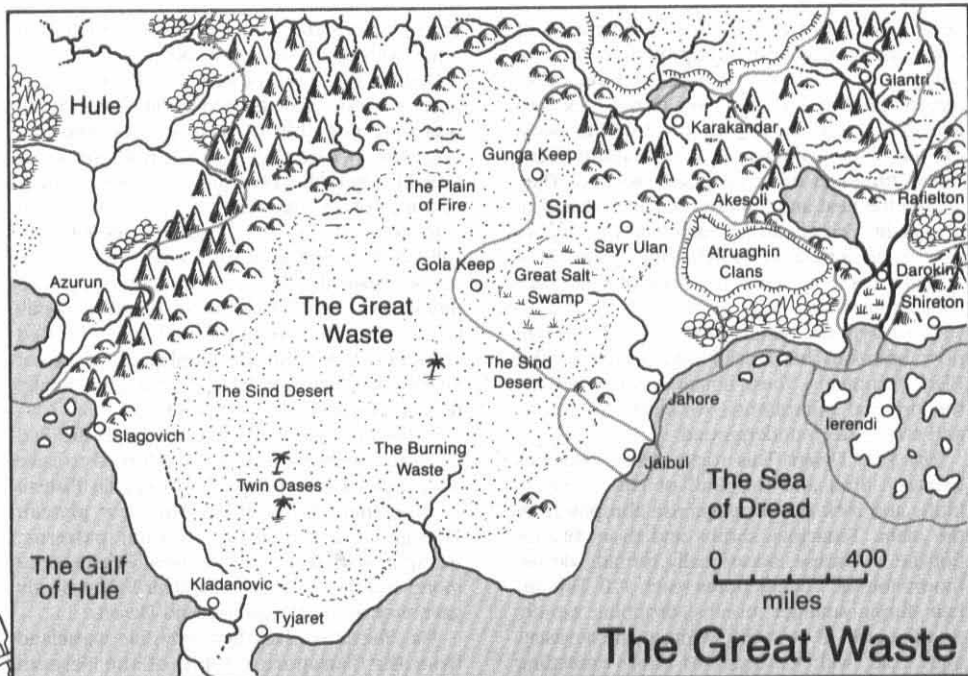 Glantri
Hule
Karakandar
Gunga Keep
The Plain
of Fire
Sind
Akesoli
Rafielton
Sayr Ulan
Atruaghin
Clans
Gola Keep
Great Salt
Swamp
Darokin
Azurun
Shireton
The Great
Waste
The Sind
Desert
The Sind Desert
Jahore
Ierendi
Slagovich
The Burning
Waste
Jaibul
Twin Oases
The Sea
of Dread
The Gulf
of Hule
0 400
miles
Kladanovic
Tyjaret
The Great Waste